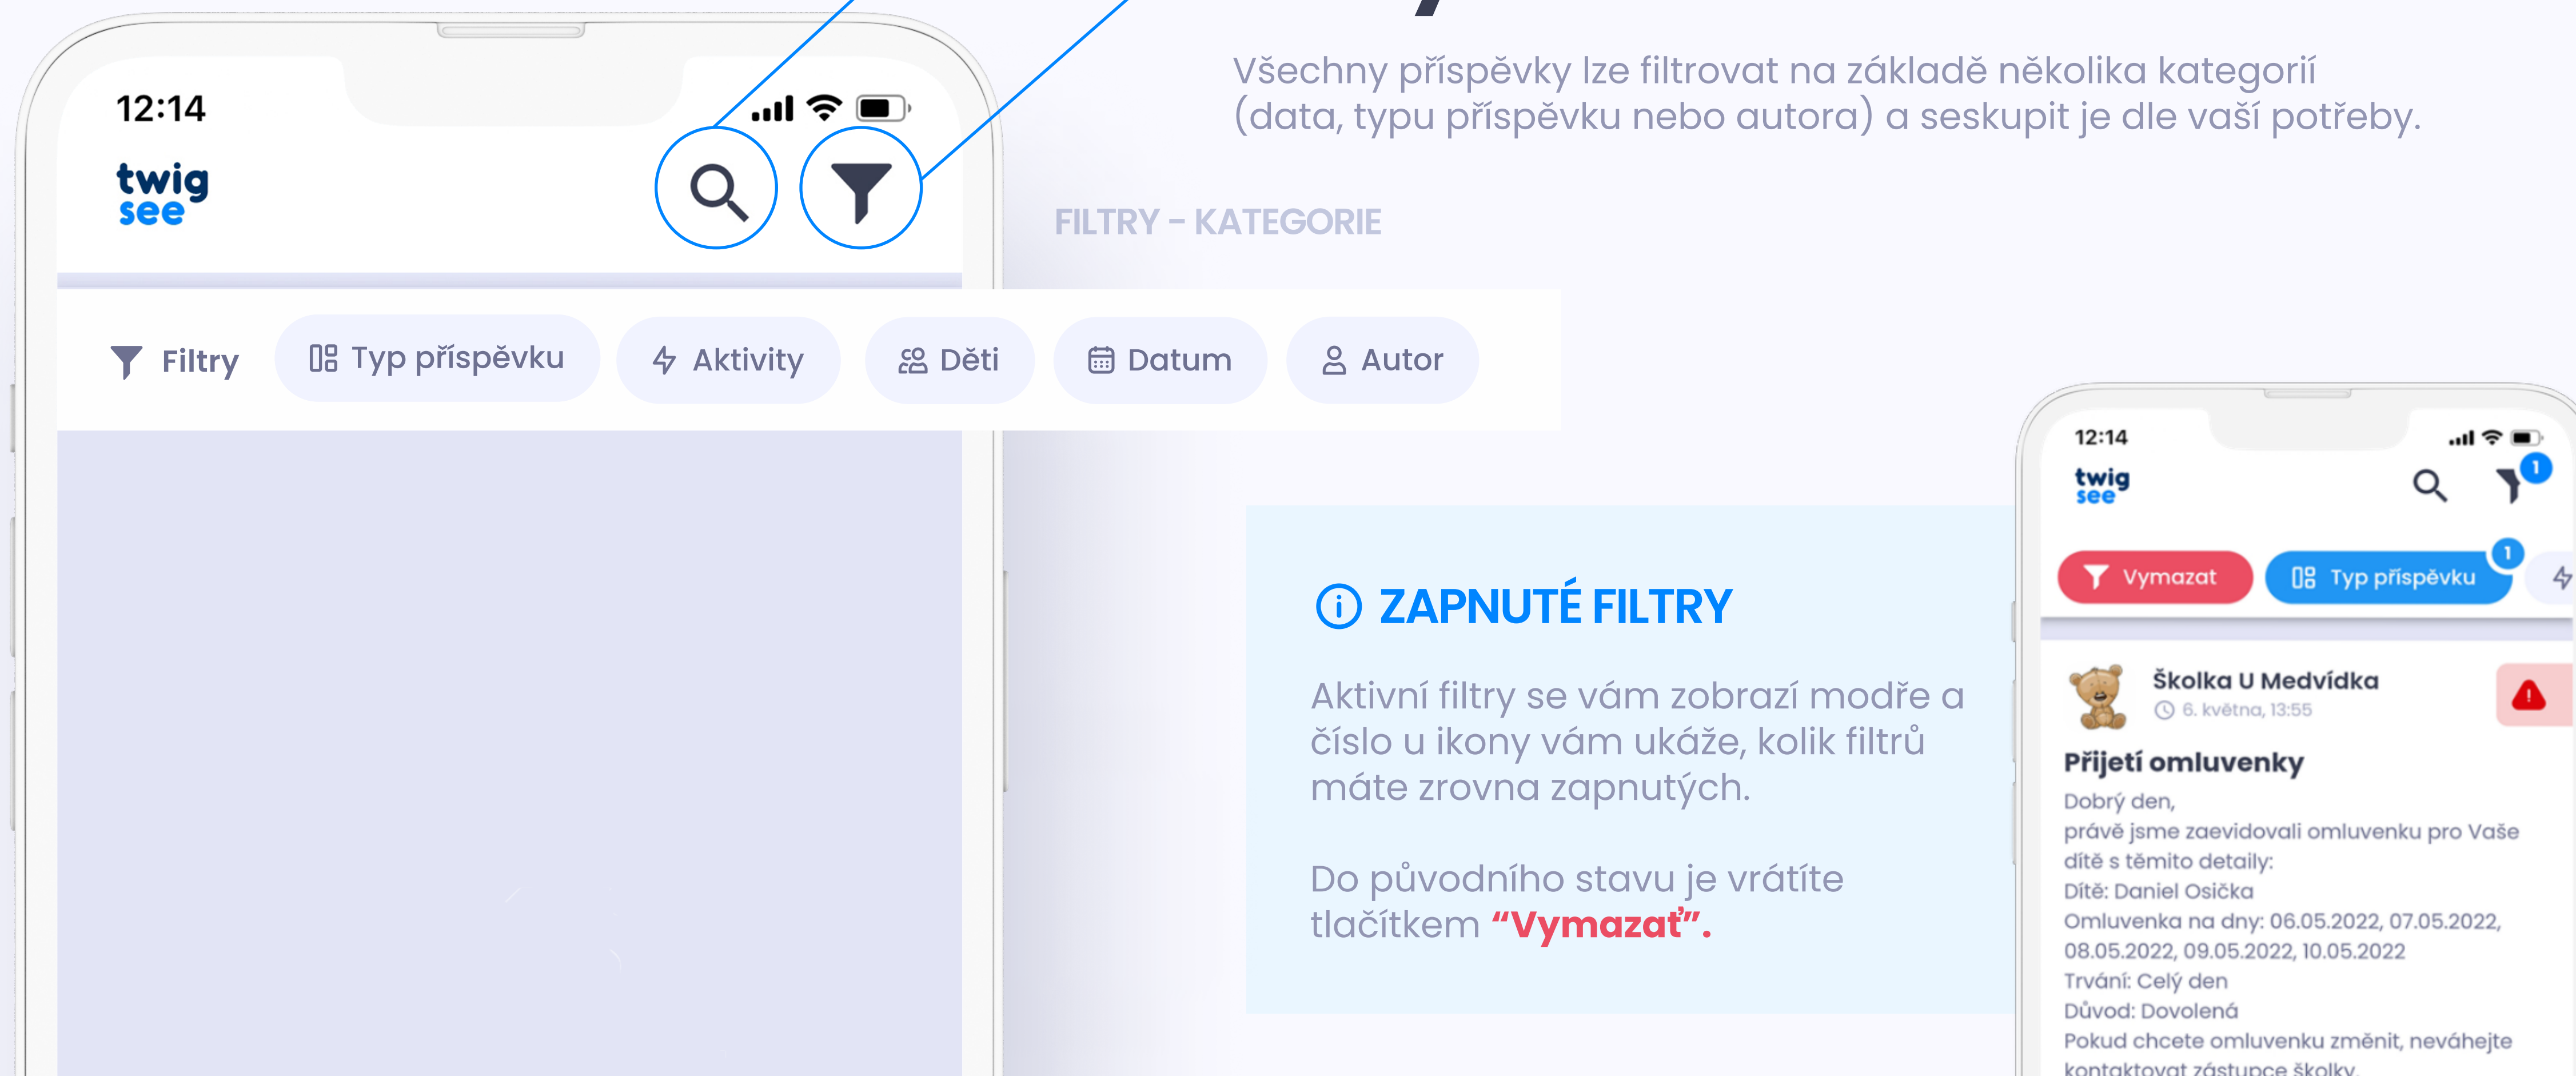 Všechny příspěvky lze filtrovat na základě několika kategorií
(data, typu příspěvku nebo autora) a seskupit je dle vaší potřeby.
12:14
twig
see
FILTRY - KATEGORIE
Filtry
Typ příspěvku
Aktivity
Děti
Datum
Autor
ZAPNUTÉ FILTRY
Aktivní filtry se vám zobrazí modře a
číslo u ikony vám ukáže, kolik filtrů
máte zrovna zapnutých.
Do původního stavu je vrátíte
tlačítkem “Vymazať”.
12:14
twig
see
1
Vymazat
Typ příspěvku
1
Školka U Medvídka
6. května, 13:55
Přijetí omluvenky
Dobrý den,
právě jsme zaevidovali omluvenku pro Vaše
dítě s těmito detaily:
Dítě: Daniel Osička
Omluvenka na dny: 06.05.2022, 07.05.2022,
08.05.2022, 09.05.2022, 10.05.2022
Trvání: Celý den
Důvod: Dovolená
Pokud chcete omluvenku změnit, neváhejte
kontaktovat zástupce školky.